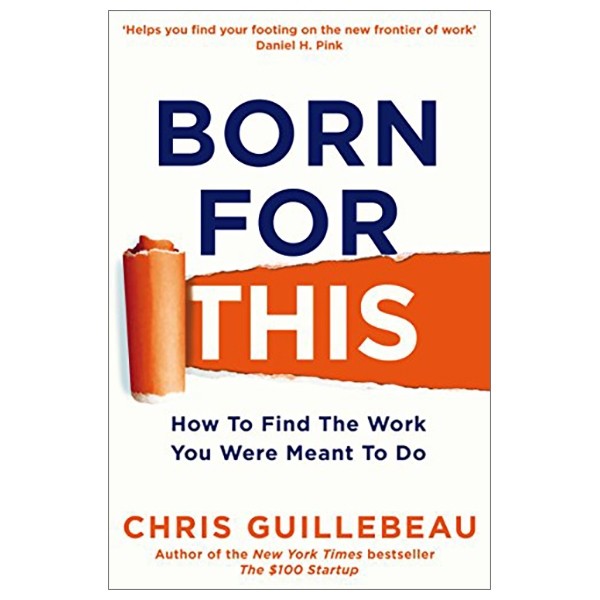 ‘Helps you find your footing on the new frontier of work’
Daniel H. Pink
BORN
FOR
THIS
How To Find The Work
You Were Meant To Do
CHRIS GUILLEBEAU
Author of the New York Times bestseller
The $100 Startup